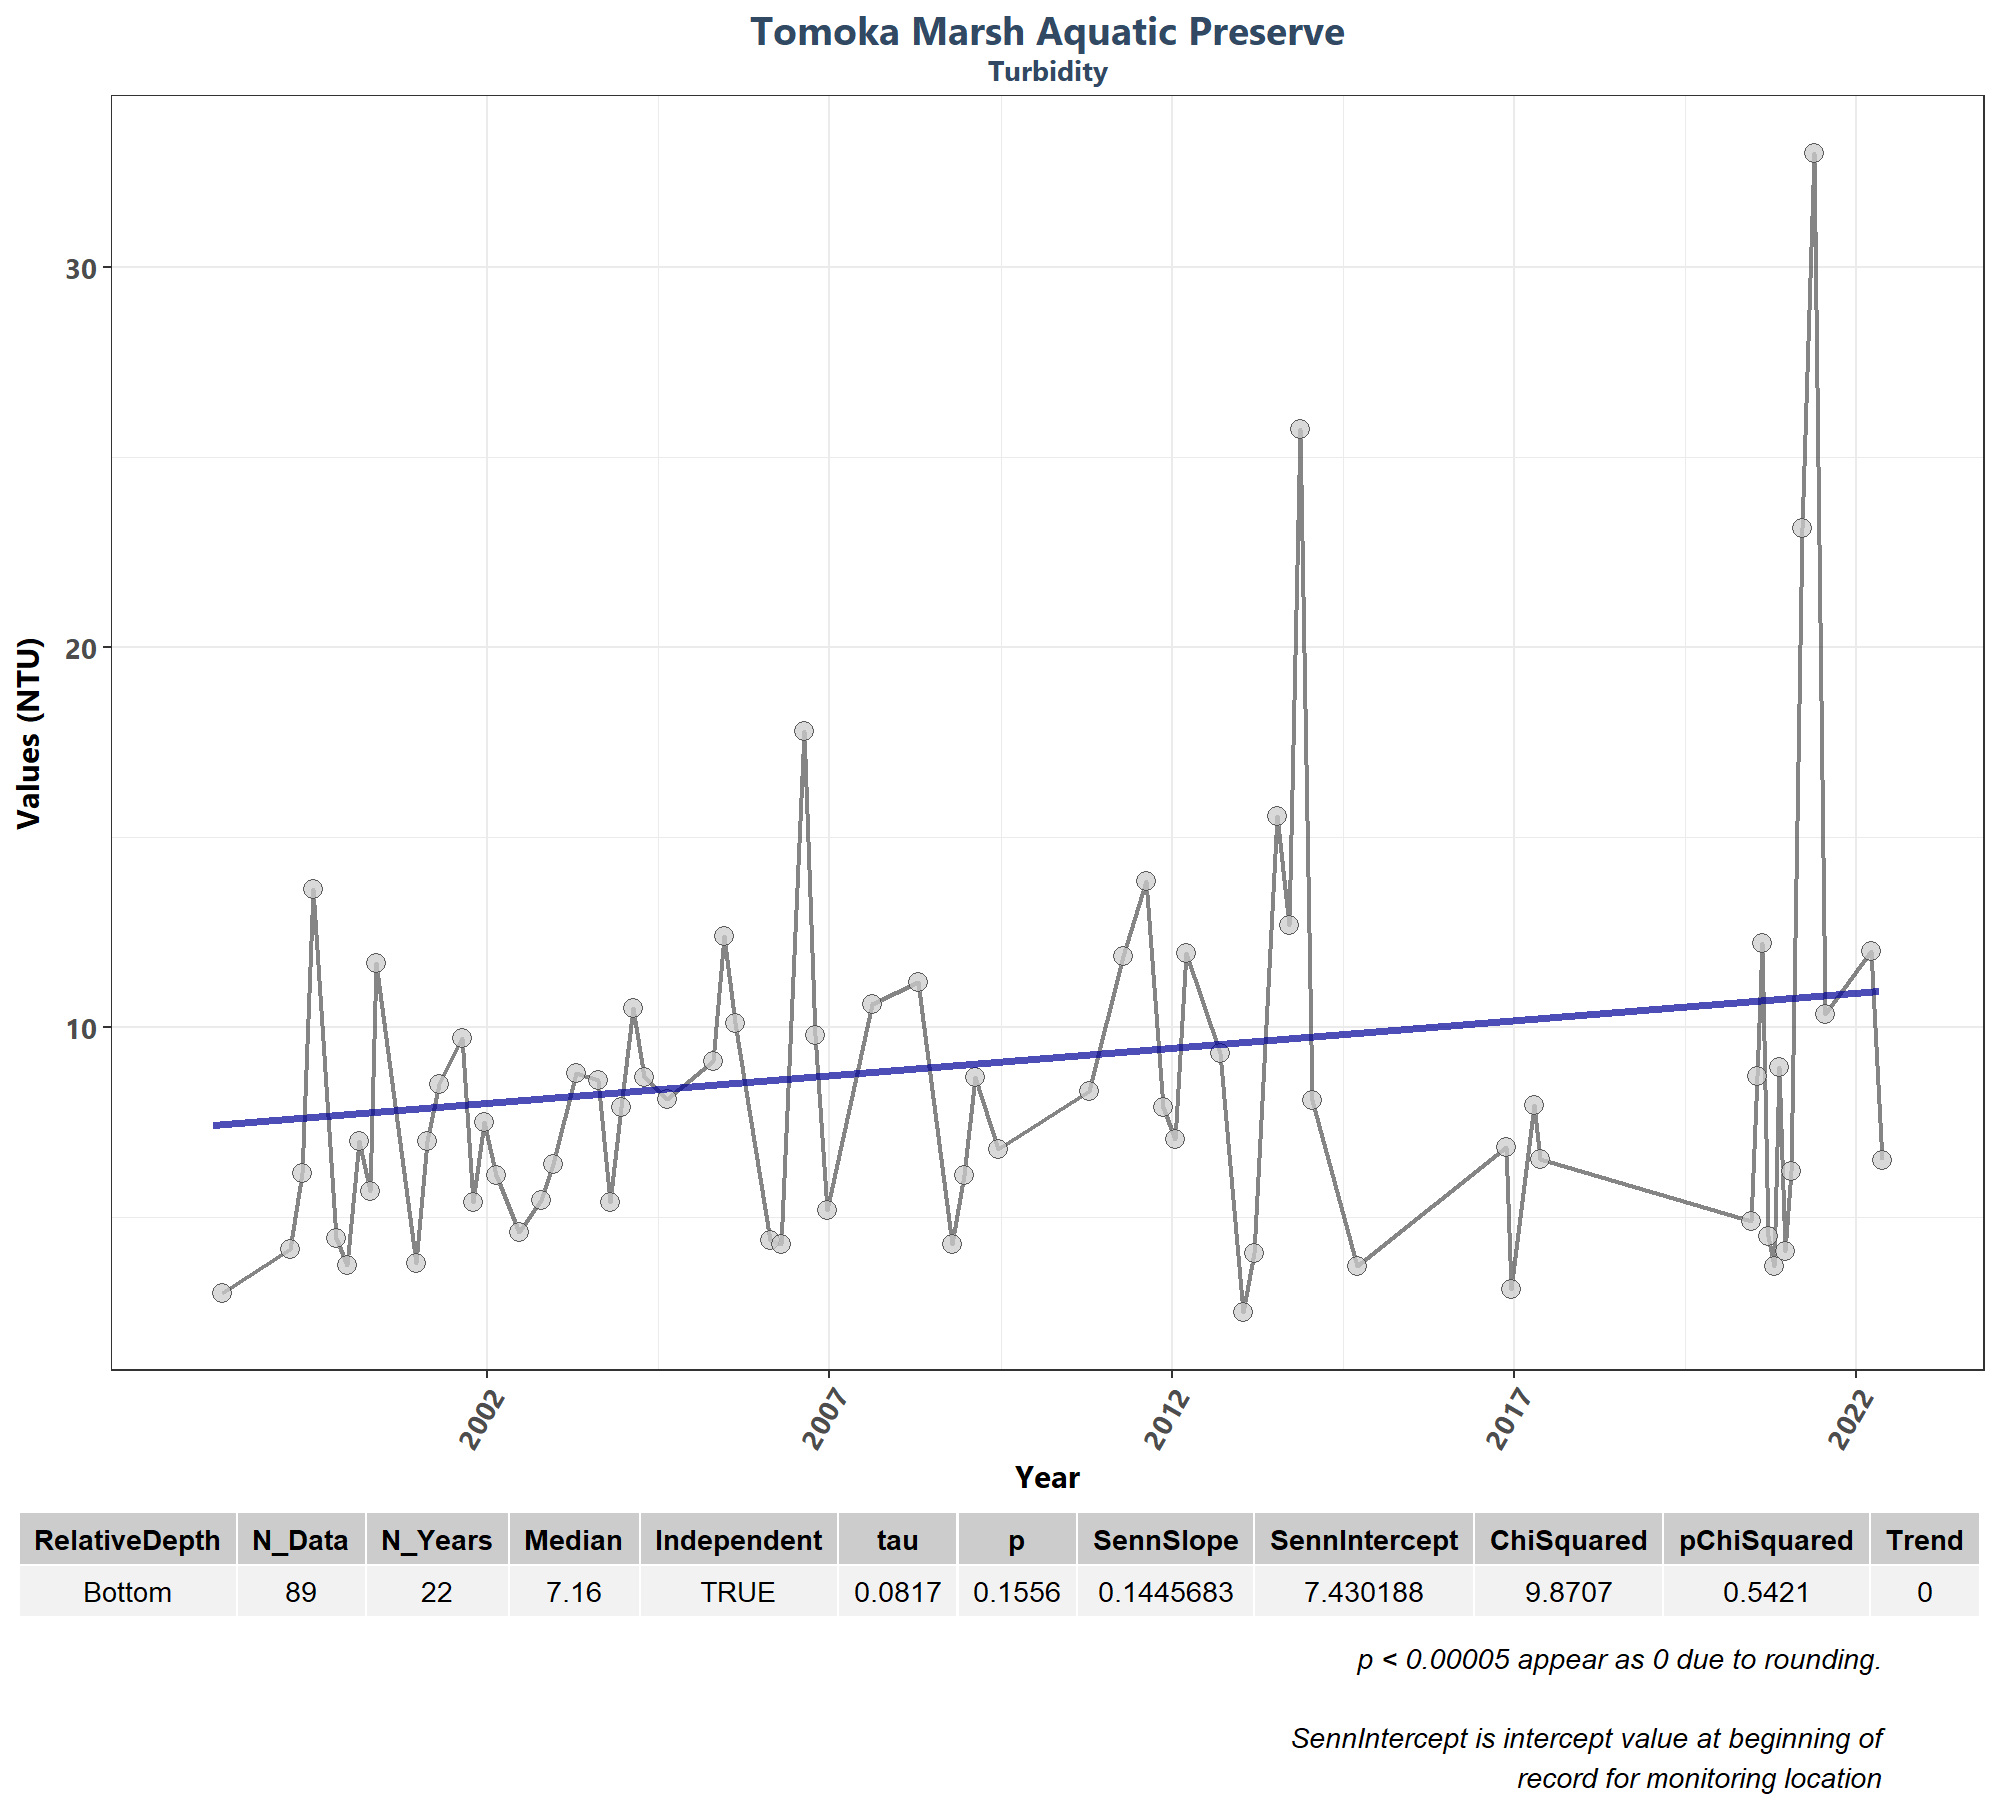 Tomoka Marsh Aquatic Preserve
Turbidity
Values (NTU)
30
20
10
2002
2007
2012
2017
2022
Year
RelativeDepth N_Data N_Years Median Independent tau p SennSlope SennIntercept ChiSquared pChiSquared Trend
Bottom 89 22 7.16 TRUE 0.0817 0.1556 0.1445683 7.430188 9.8707 0.5421 0
p < 0.00005 appear as 0 due to rounding.
SennIntercept is intercept value at beginning of
record for monitoring location